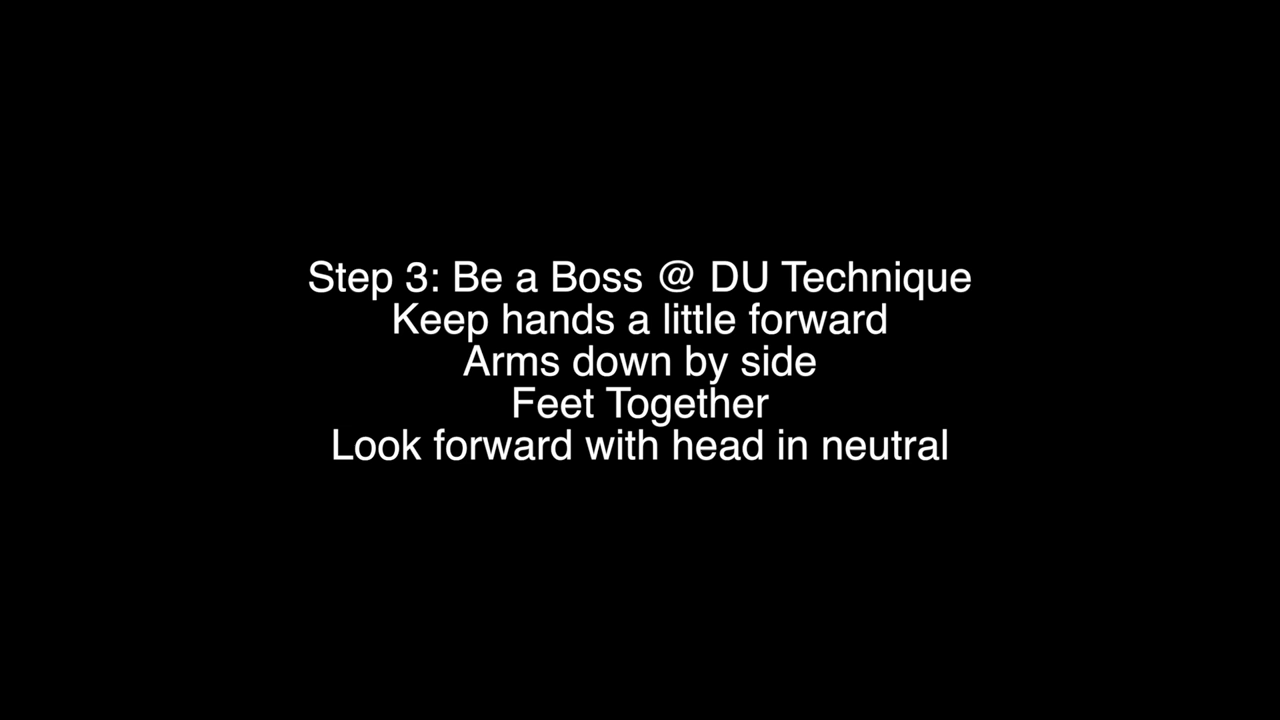 Step 3: Be a Boss @ DU Technique
Keep hands a little forward
Arms down by side
Feet Together
Look forward with head in neutral